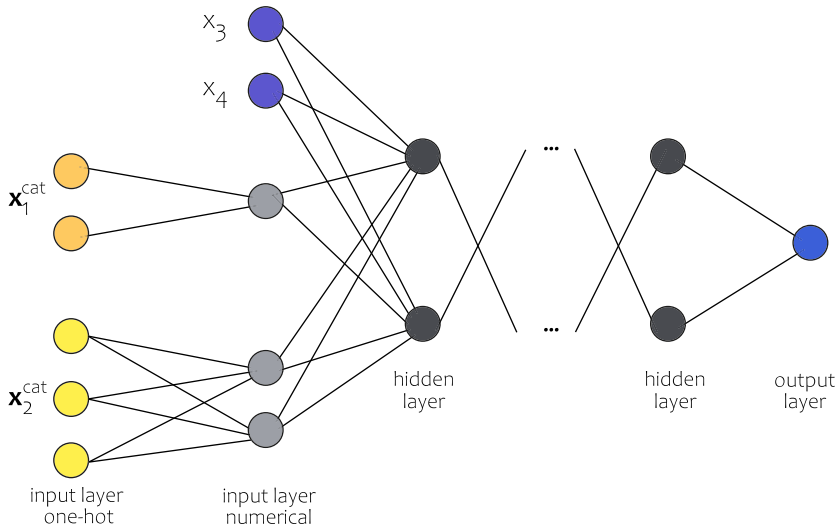 x3
x4
x1cat
x2cat
...
...
hidden
layer
hidden
layer
output
layer
input layer
one-hot
input layer
numerical